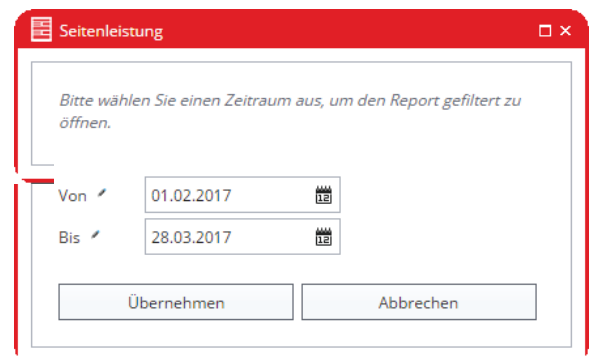 Seitenleistung
Bitte wählen Sie einen Zeitraum aus, um den Report gefiltert zu
öffnen.
Von 01.02.2017
Bis 28.03.2017
Übernehmen Abbrechen